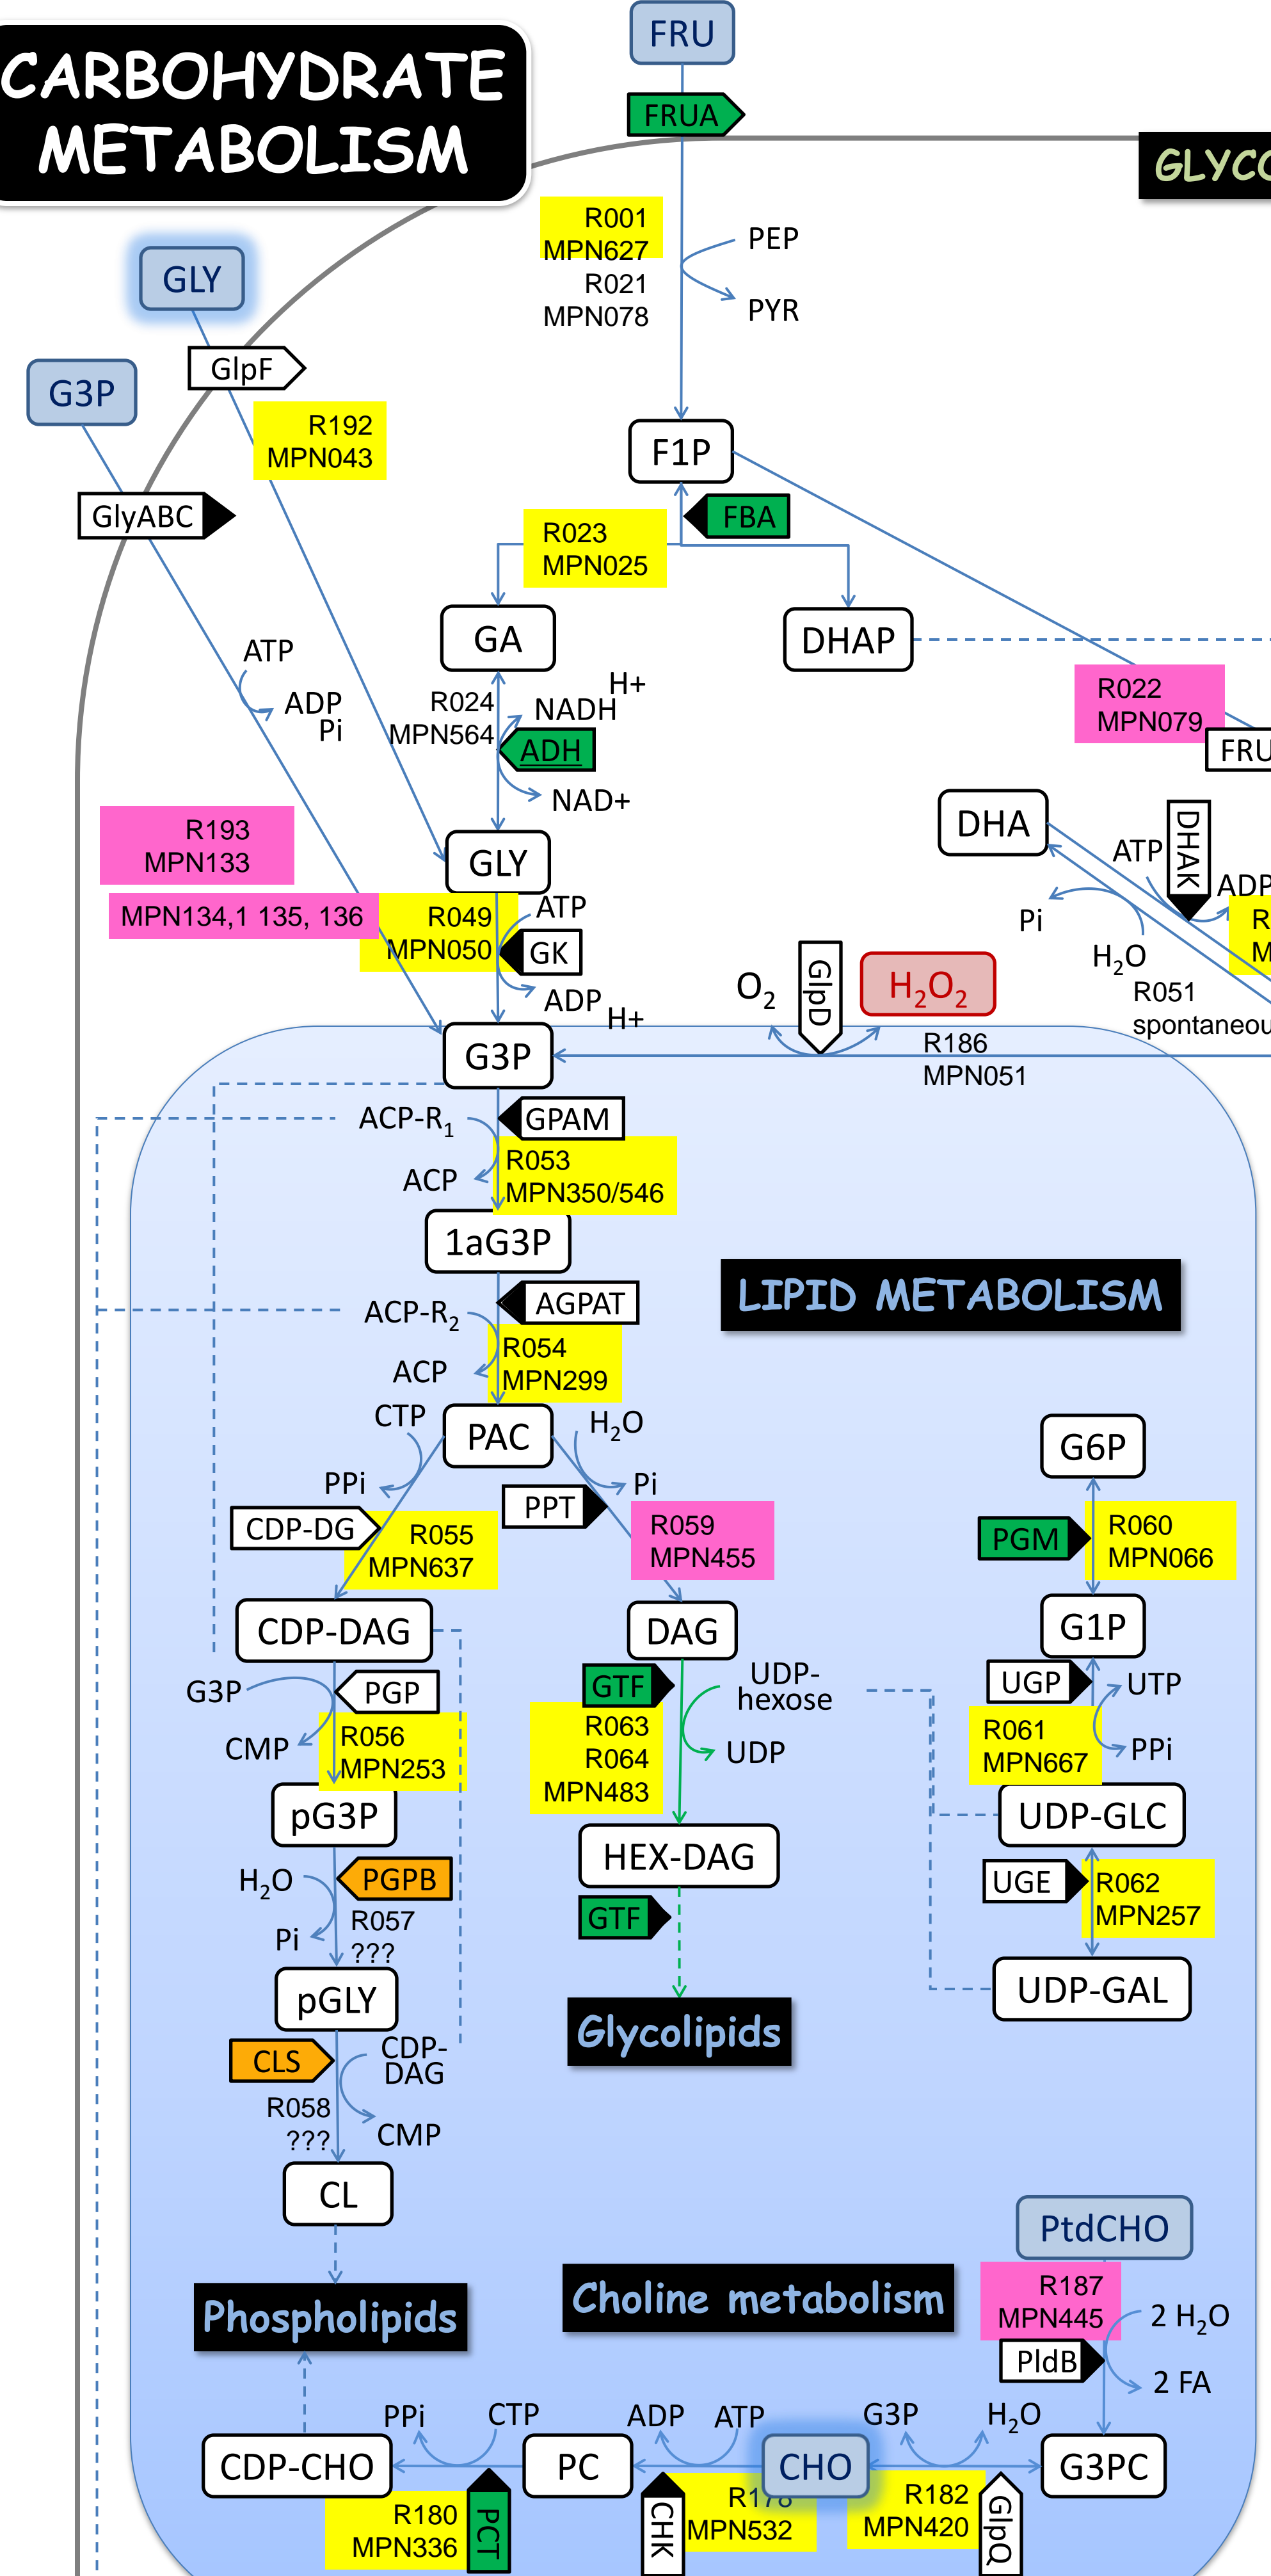 FRU
CARBOHYDRATE
METABOLISM
FRUA
GLYCO
R001
MPN627
R021
MPN078
PEP
PYR
GLY
GlpF
G3P
R192
MPN043
F1P
GlyABC
FBA
R023
MPN025
GA
DHAP
ATP
ADP
Pi
R024
MPN564
H+
NADH
ADH
NAD+
R022
MPN079
FRU
DHA
DHAK
ATP
ADP
Pi
H2O
R
M
R051
spontaneou
R193
MPN133
MPN134,1 135, 136
GLY
R049
MPN050
ATP
GK
ADP
H+
O2
GlpD
H2O2
R186
MPN051
G3P
ACP-R1
GPAM
ACP
R053
MPN350/546
1aG3P
LIPID METABOLISM
AGPAT
ACP-R2
R054
MPN299
ACP
CTP
PAC
H2O
PPi
Pi
G6P
CDP-DG
PPT
R055
MPN637
R059
MPN455
PGM
R060
MPN066
CDP-DAG
DAG
G1P
G3P
PGP
GTF
UDP-
hexose
UGP
UTP
CMP
R056
MPN253
R063
R064
MPN483
UDP
R061
MPN667
PPi
pG3P
HEX-DAG
UDP-GLC
H2O
PGPB
GTF
UGE
R062
MPN257
Pi
R057
???
pGLY
Glycolipids
UDP-GAL
CLS
CDP-
DAG
R058
???
CMP
CL
PtdCHO
Phospholipids
Choline metabolism
R187
MPN445
2 H2O
PldB
2 FA
PPi
CTP
ADP
ATP
G3P
H2O
CDP-CHO
PC
CHO
G3PC
R180
MPN336
PCT
CHK
R178
MPN532
R182
MPN420
GlpQ